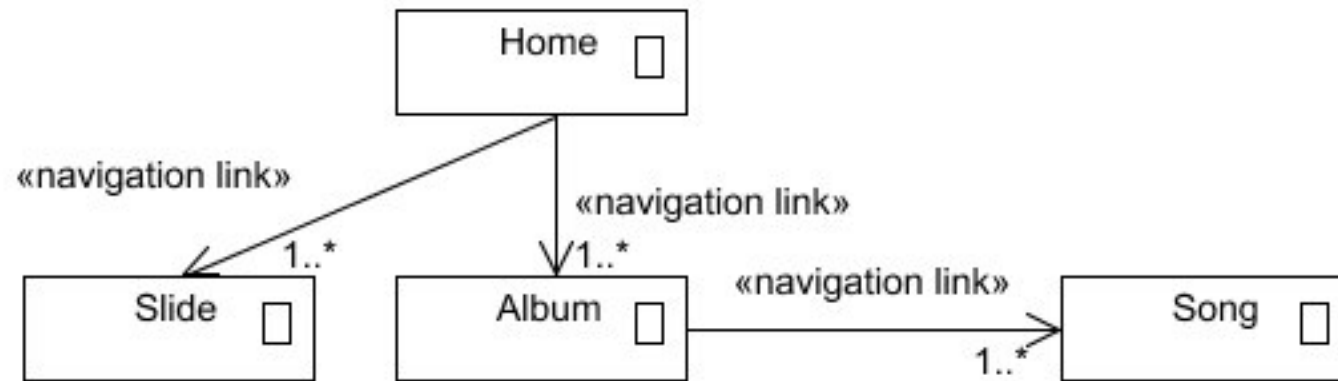 Home
«navigation link»
«navigation link»
1..*
1..*
«navigation link»
Slide
Album
Song
1..*